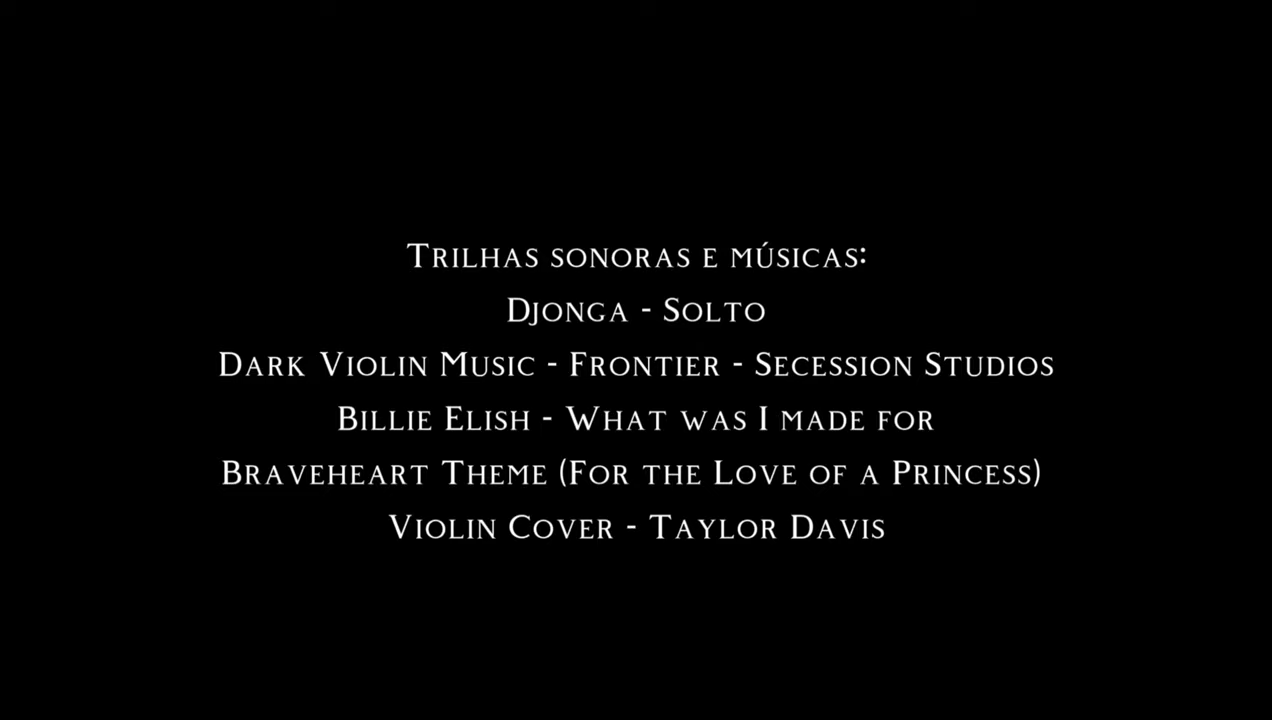 Trilhas sonoras e músicas:
Djonga - Solto
Dark Violin Music - Frontier - Secession Studios
Billie Elish - What was I made for
Braveheart Theme (For the Love of a Princess)
Violin Cover - Taylor Davis